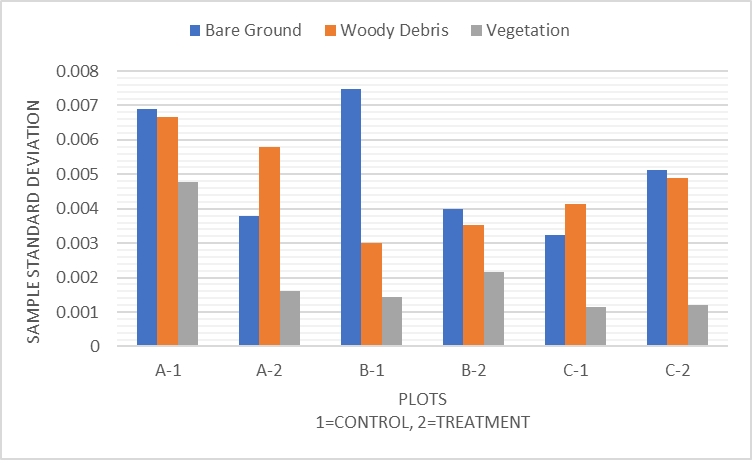 Bare Ground Woody Debris Vegetation
0.008
0.007
0.006
0.005
0.004
0.003
0.002
0.001
0
SAMPLE STANDARD DEVIATION
A-1 A-2 B-1 B-2 C-1 C-2
PLOTS
1=CONTROL, 2=TREATMENT